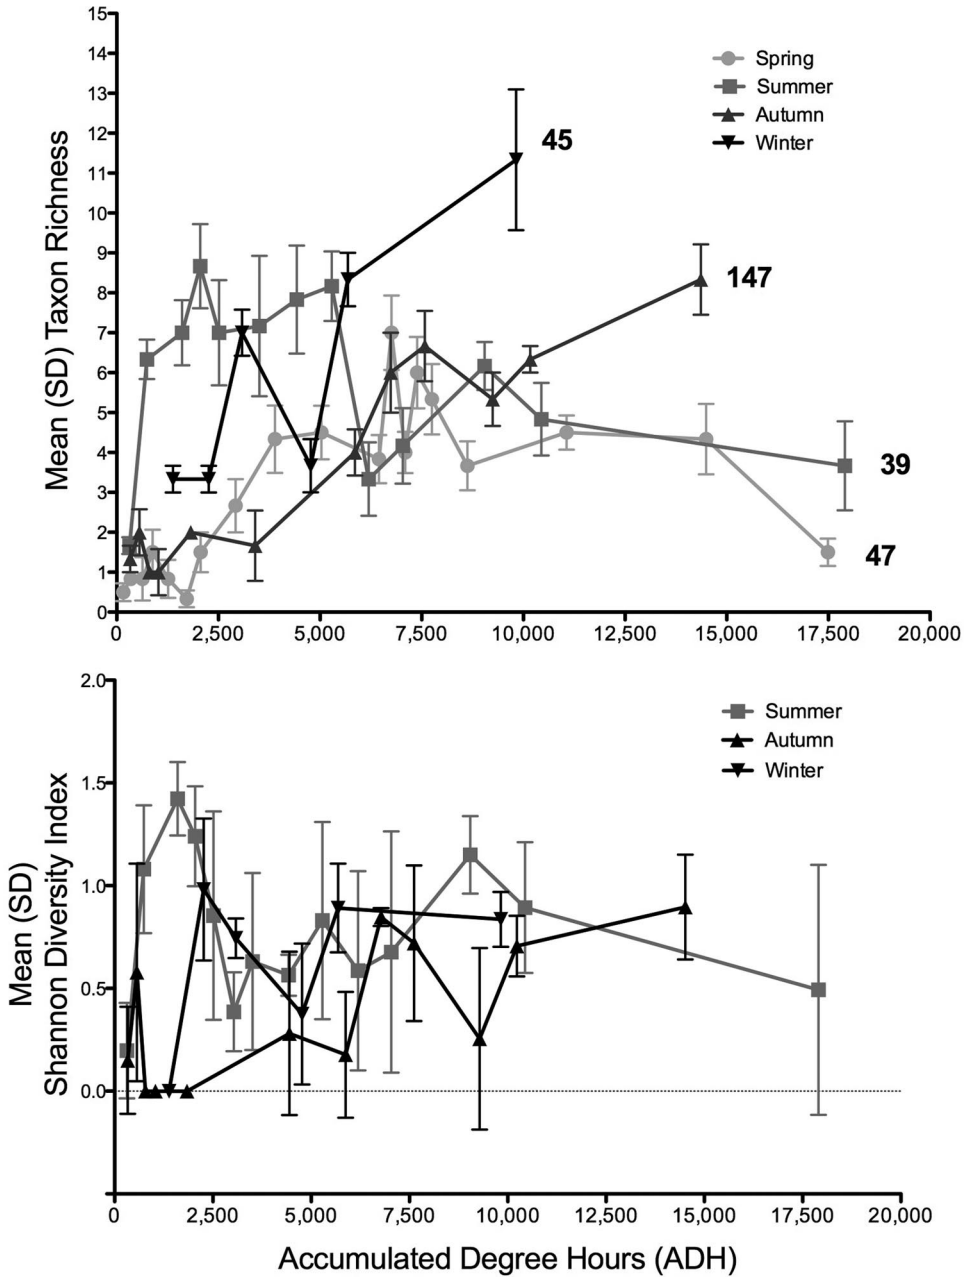 15
14
13
12
11
10
9
8
7
6
5
4
3
2
1
0
Mean (SD) Taxon Richness
Spring
Summer
Autumn
Winter
45
147
39
47
0 2,500 5,000 7,500 10,000 12,500 15,000 17,500 20,000
2.0
1.5
1.0
0.5
0.0
Mean (SD)
Shannon Diversity Index
Summer
Autumn
Winter
0 2,500 5,000 7,500 10,000 12,500 15,000 17,500 20,000
Accumulated Degree Hours (ADH)